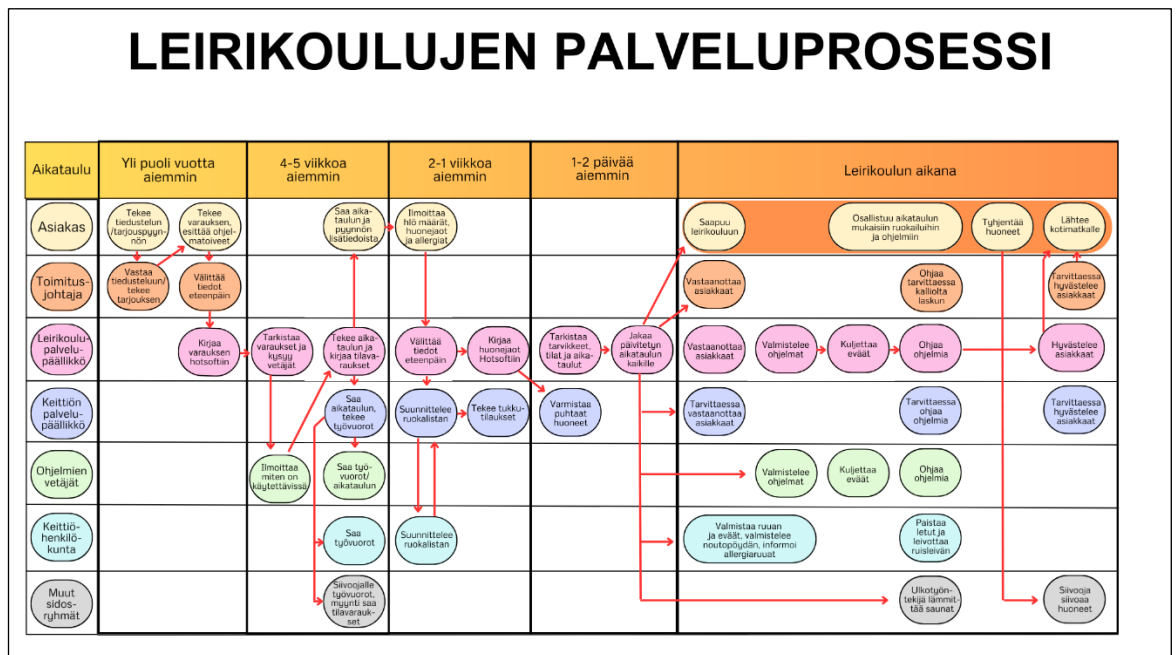 LEIRIKOULUJEN PALVELUPROSESSI
Aikataulu
Yli puoli vuotta
aiemmin
4-5 viikkoa
aiemmin
2-1 viikkoa
aiemmin
1-2 päivää
aiemmin
Leirikoulun aikana
Asiakas
Tekee
tiedustelun
/tarjouspyyn-
nön
Tekee
varauksen,
esittää ohjel-
matoiveet
Saa aika-
taulun ja
pyynnön
lisätiedoista
Ilmoittaa
hlö määrät,
huonejaot
ja allergiat
Saapuu
leirikouluun
Osallistuu aikataulun
mukaisiin ruokailuihin
ja ohjelmiin
Tyhjentää
huoneet
Lähtee
kotimatkalle
Toimitus-
johtaja
Vastaa
tiedusteluun/
tekee
tarjouksen
Välittää
tiedot
eteenpäin
Vastaanottaa
asiakkaat
Ohjaa
tarvittaessa
kalliolta
laskun
Tarvittaessa
hyvästelee
asiakkaat
Leirikoulu-
palvelu-
päällikkö
Kirjaa
varauksen
hotsoftiin
Tarkistaa
varaukset ja
kysyy
vetäjät
Tekee aika-
taulun ja
kirjaa tilava-
raukset
Välittää
tiedot
eteenpäin
Kirjaa
huonejaot
Hotsoftiin
Tarkistaa
tarvikkeet,
tilat ja aika-
taulut
Jakaa
päivitetyn
aikataulun
kaikille
Vastaanottaa
asiakkaat
Valmistelee
ohjelmat
Kuljettaa
eväät
Ohjaa
ohjelmia
Hyvästelee
asiakkaat
Keittiön
palvelu-
päällikkö
Saa
aikataulun,
tekee
työvuorot
Suunnittelee
ruokalistan
Tekee tukku-
tilaukset
Varmistaa
puhtaat
huoneet
Tarvittaessa
vastaanottaa
asiakkaat
Tarvittaessa
ohjaa
ohjelmia
Tarvittaessa
hyvästelee
asiakkaat
Ohjelmien
vetäjät
Ilmoittaa
miten on
käytettävissä
Saa työ-
vuorot/
aikataulun
Valmistelee
ohjelmat
Kuljettaa
eväät
Ohjaa
ohjelmia
Keittiö-
henkilö-
kunta
Saa
työvuorot
Suunnittelee
ruokalistan
Valmistaa ruuan
ja eväät, valmistelee
noutopöydän, informoi
allergiaruuat
Paistaa
letut ja
leivottaa
ruisleivän
Muut
sidos-
ryhmät
Siivoojalle
työvuorot,
myynti saa
tilavarauk-
set
Ulkotyön-
tekijä lämmit-
tää saunat
Siivooja
siivoaa
huoneet